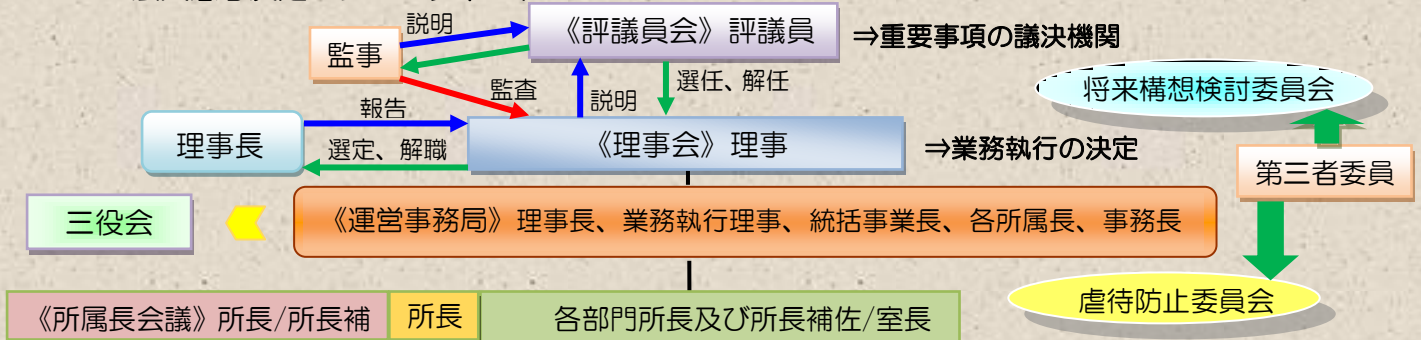 説明
《評議員会》評議員
⇒重要事項の議決機関
監事
監査
説明
選任、解任
将来構想検討委員会
報告
理事長
選定、解職
《理事会》理事
⇒業務執行の決定
第三者委員
三役会
《運営事務局》理事長、業務執行理事、統括事業長、各所属長、事務長
虐待防止委員会
《所属長会議》所長/所長補
所長
各部門所長及び所長補佐/室長